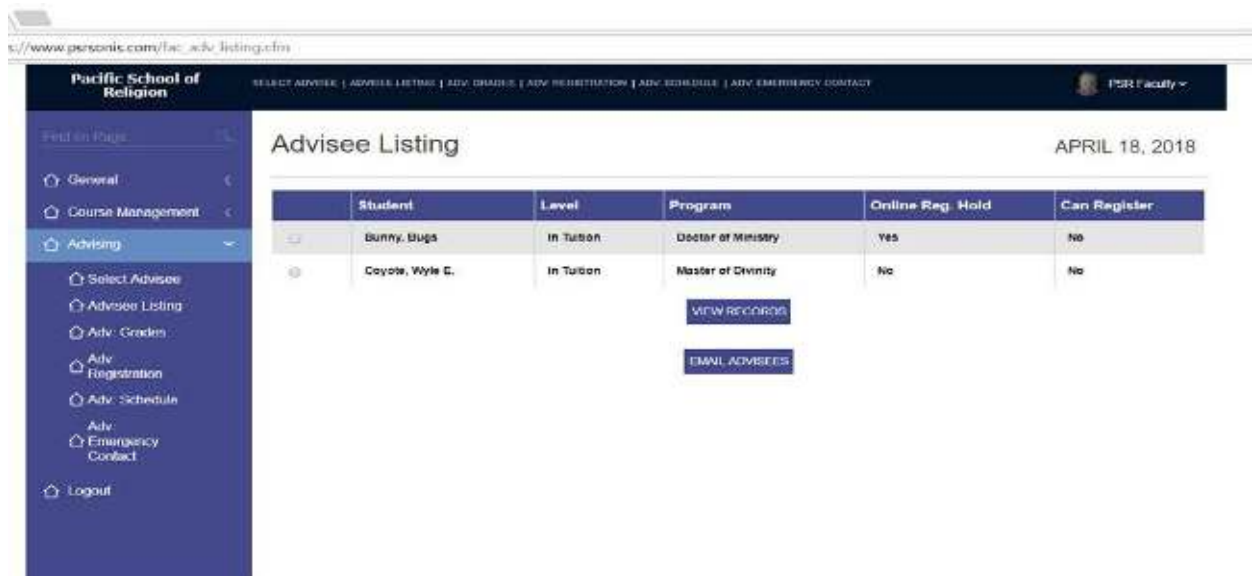 www.psrsonis.com/fac_adv_listing.cfm
Pacific School of
Religion
SELECT ADVISEE | ADVISEE LISTING | ADV. GRADES | ADV. REGISTRATION | ADV. SCHEDULE | ADV. EMERGENCY CONTACT
PSR Faculty
Find on Page
General
Course Management
Advising
Select Advisee
Advisee Listing
Adv. Grades
Adv.
Registration
Adv. Schedule
Adv.
Emergency
Contact
Logout
Advisee Listing
APRIL 18, 2018
Student Level Program Online Reg. Hold Can Register
Bunny, Bugs In Tuition Doctor of Ministry Yes No
Coyote, Wyle E. In Tuition Master of Divinity No No
VIEW RECORDS
EMAIL ADVISEES